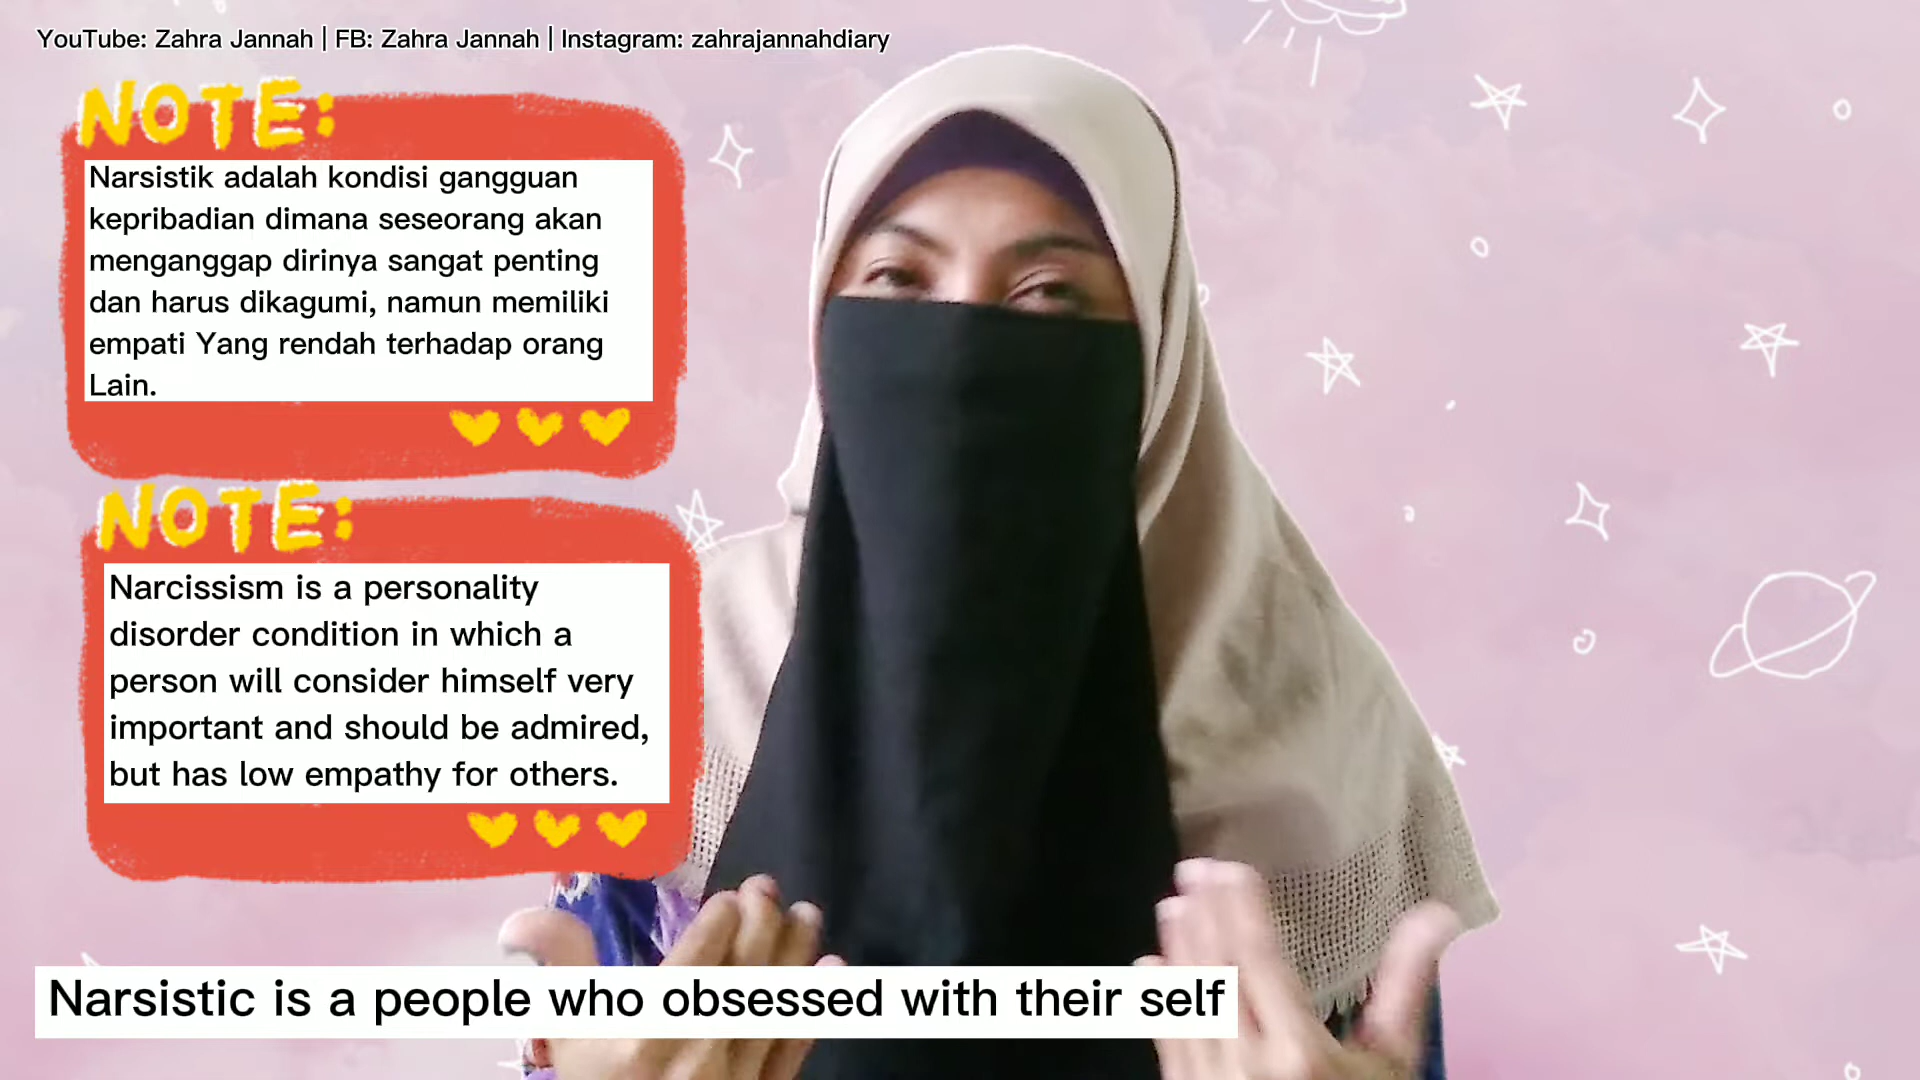 YouTube: Zahra Jannah | FB: Zahra Jannah | Instagram: zahrajannahdiary
NOTE:
Narsistik adalah kondisi gangguan
kepribadian dimana seseorang akan
menganggap dirinya sangat penting
dan harus dikagumi, namun memiliki
empati Yang rendah terhadap orang
Lain.
NOTE:
Narcissism is a personality
disorder condition in which a
person will consider himself very
important and should be admired,
but has low empathy for others.
Narsistic is a people who obsessed with their self